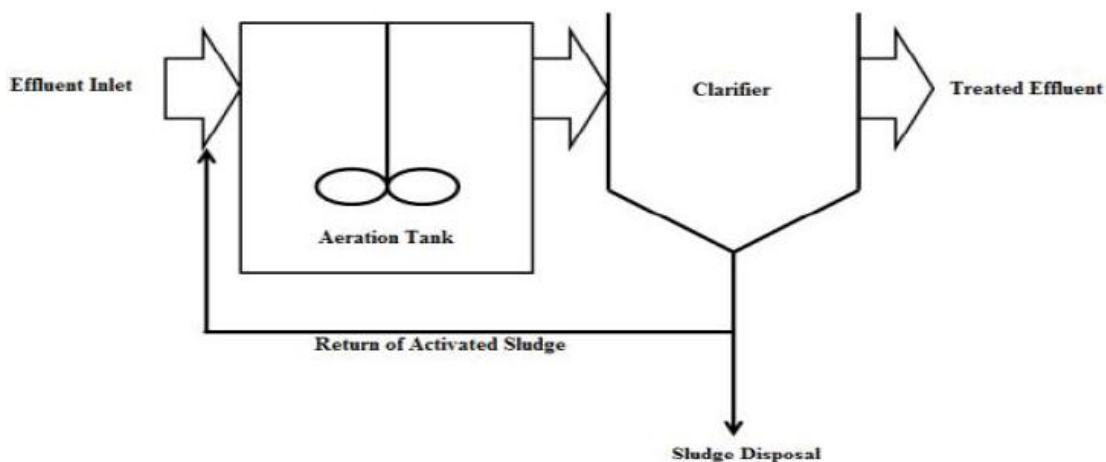 Effluent Inlet
Clarifier
Treated Effluent
Aeration Tank
Return of Activated Sludge
Sludge Disposal